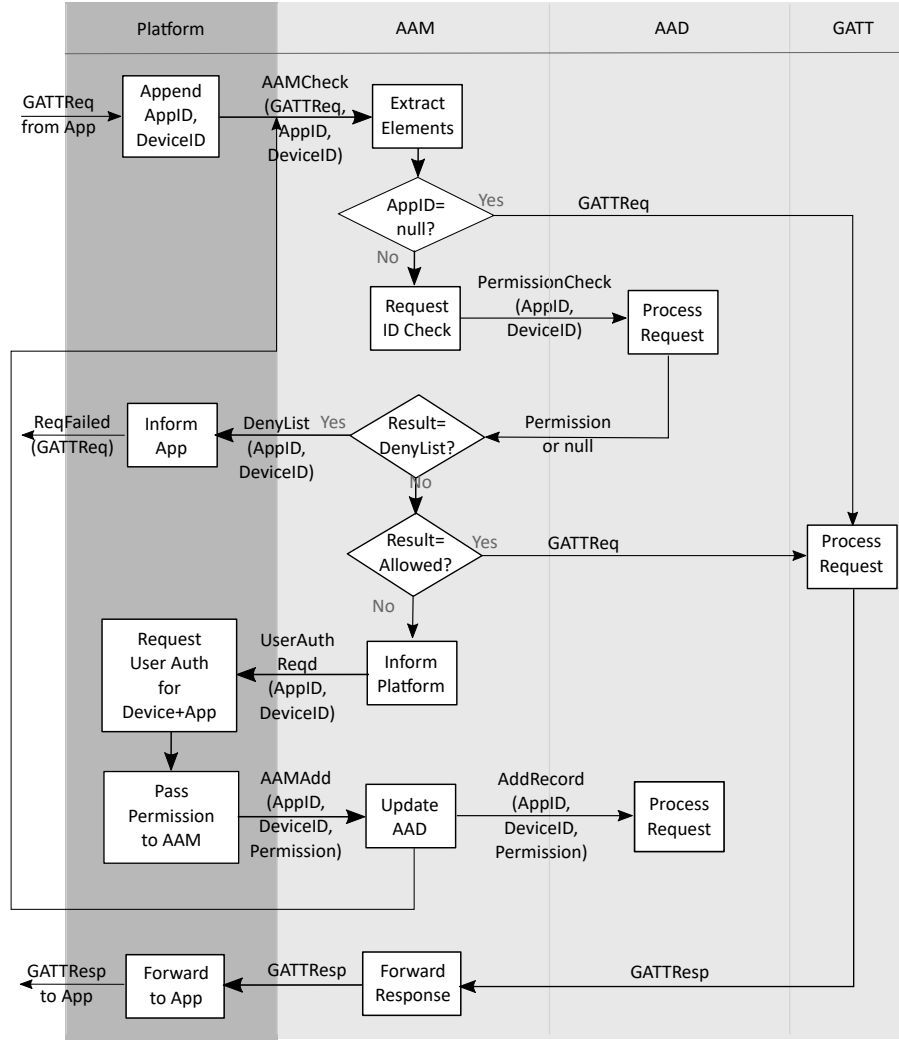 Platform
AAM
AAD
GATT
GATTReq
from App
Append
AppID,
DeviceID
AAMCheck
(GATTReq,
AppID,
DeviceID)
Extract
Elements
AppID=
null?
Yes
GATTReq
No
Request
ID Check
PermissionCheck
(AppID,
DeviceID)
Process
Request
ReqFailed
(GATTReq)
Inform
App
DenyList
(AppID,
DeviceID)
Yes
Result=
DenyList?
Permission
or null
No
Result=
Allowed?
Yes
GATTReq
Process
Request
No
Request
User Auth
for
Device+App
UserAuth
Reqd
(AppID,
DeviceID)
Inform
Platform
Pass
Permission
to AAM
AAMAdd
(AppID,
DeviceID,
Permission)
Update
AAD
AddRecord
(AppID,
DeviceID,
Permission)
Process
Request
GATTResp
to App
Forward
to App
GATTResp
Forward
Response
GATTResp